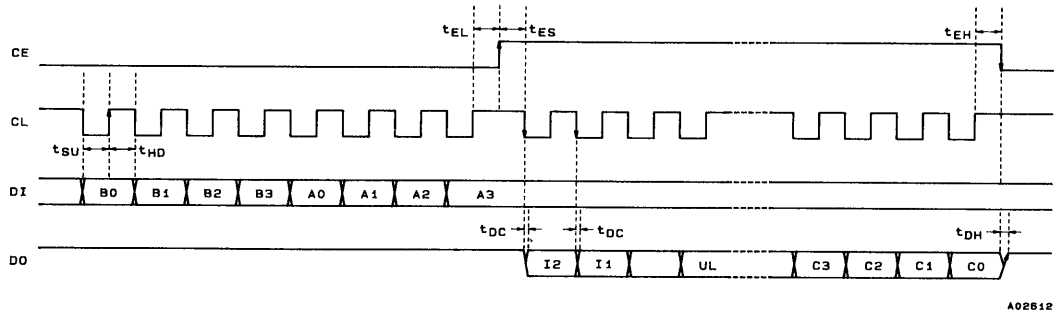 tEL tES tEH
CE
CL
tSU tHD
DI B0 B1 B2 B3 A0 A1 A2 A3
tDC tDC tDH
DO I2 I1 UL C3 C2 C1 C0
A02612